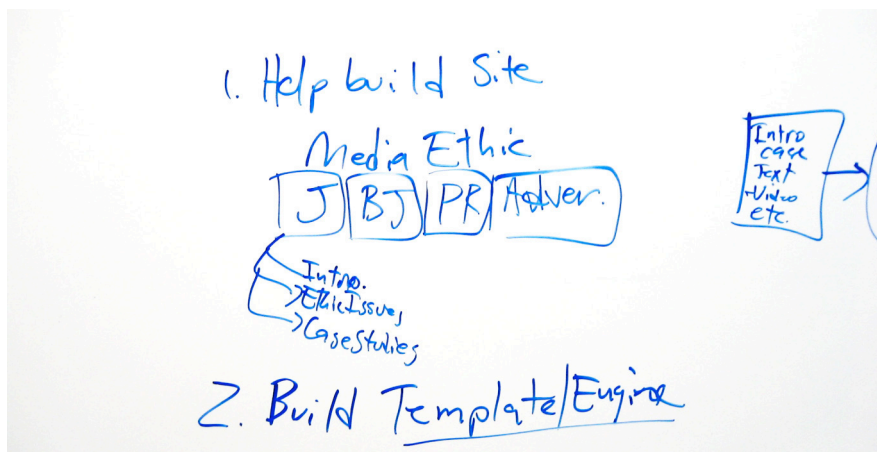 1. Help build Site
Media Ethic
J BJ PR Adver.
Intro.
Ethic Issues
Case Studies
2. Build Template/Engine
Intro
case
Text
Video
etc.